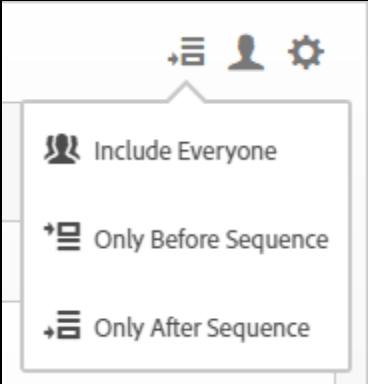 Include Everyone
Only Before Sequence
Only After Sequence